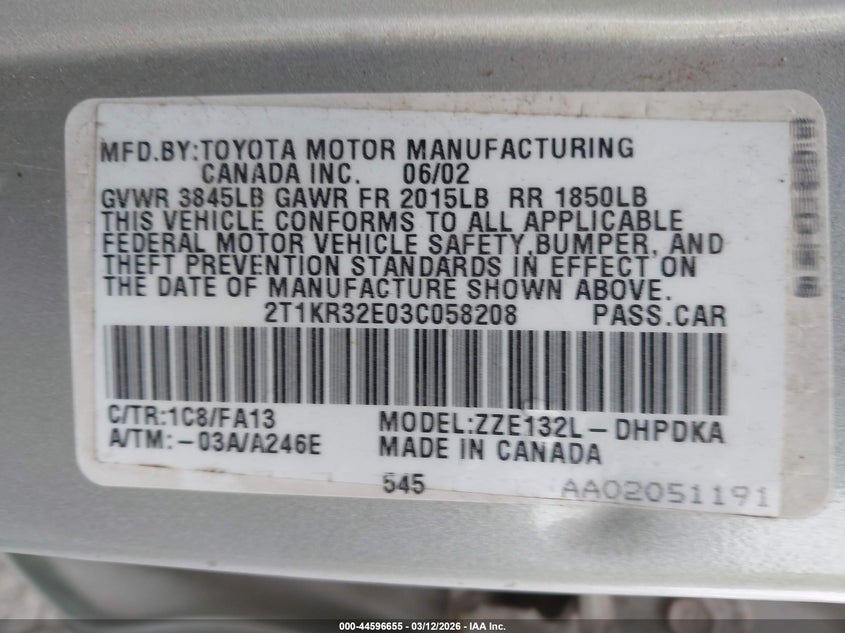 MFD.BY:TOYOTA MOTOR MANUFACTURING
CANADA INC. 06/02
GVWR 3845LB GAWR FR 2015LB RR 1850LB
THIS VEHICLE CONFORMS TO ALL APPLICABLE
FEDERAL MOTOR VEHICLE SAFETY,BUMPER, AND
THEFT PREVENTION STANDARDS IN EFFECT ON
THE DATE OF MANUFACTURE SHOWN ABOVE.
2T1KR32E03C058208 PASS.CAR
C/TR:1C8/FA13 MODEL:ZZE132L-DHPDKA
A/TM:-03A/A246E MADE IN CANADA
545 AA02051191
000-44596655 - 03/12/2026 - IAA Inc.